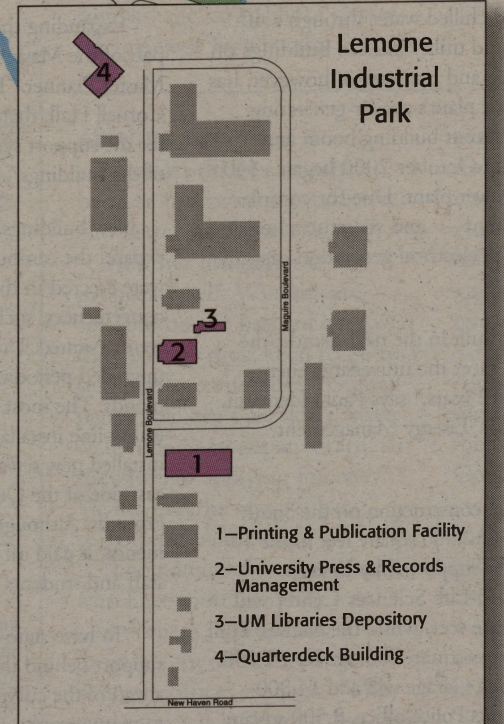 Lemone
Industrial
Park
4
3
2
1
Maguire Boulevard
Lemone Boulevard
1—Printing & Publication Facility
2—University Press & Records
Management
3—UM Libraries Depository
4—Quarterdeck Building
New Haven Road